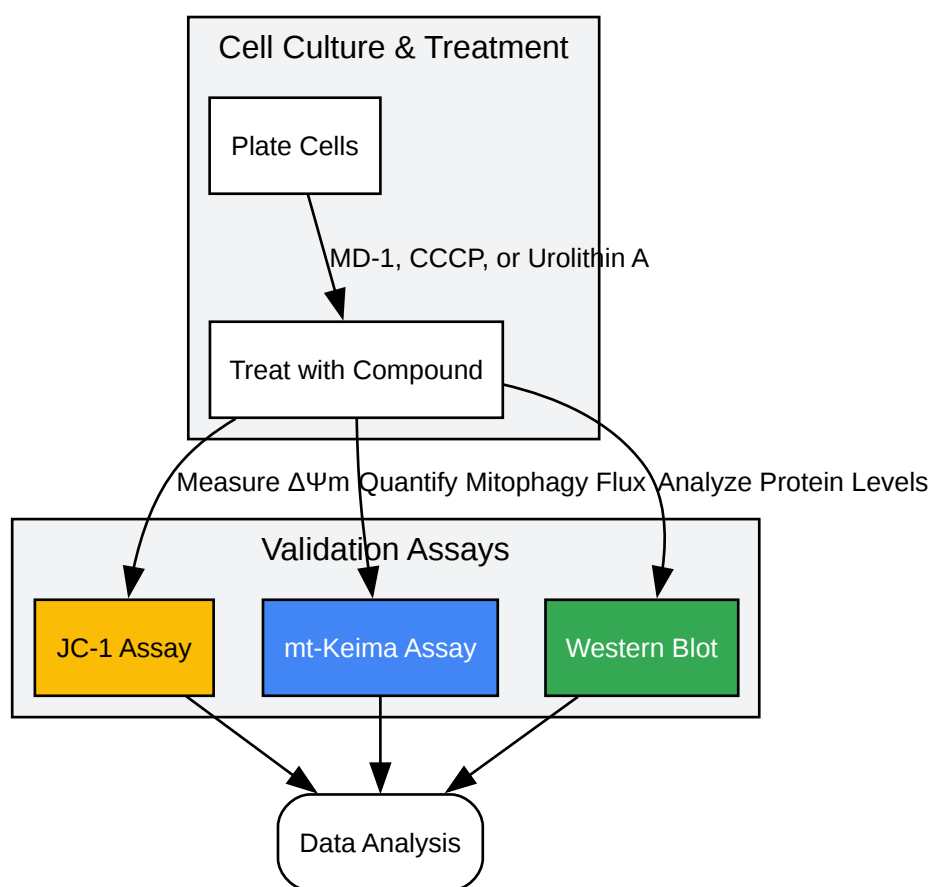 Cell Culture & Treatment
Plate Cells
MD-1, CCCP, or Urolithin A
Treat with Compound
Measure ΔΨm
Quantify Mitophagy Flux
Analyze Protein Levels
Validation Assays
JC-1 Assay
mt-Keima Assay
Western Blot
Data Analysis